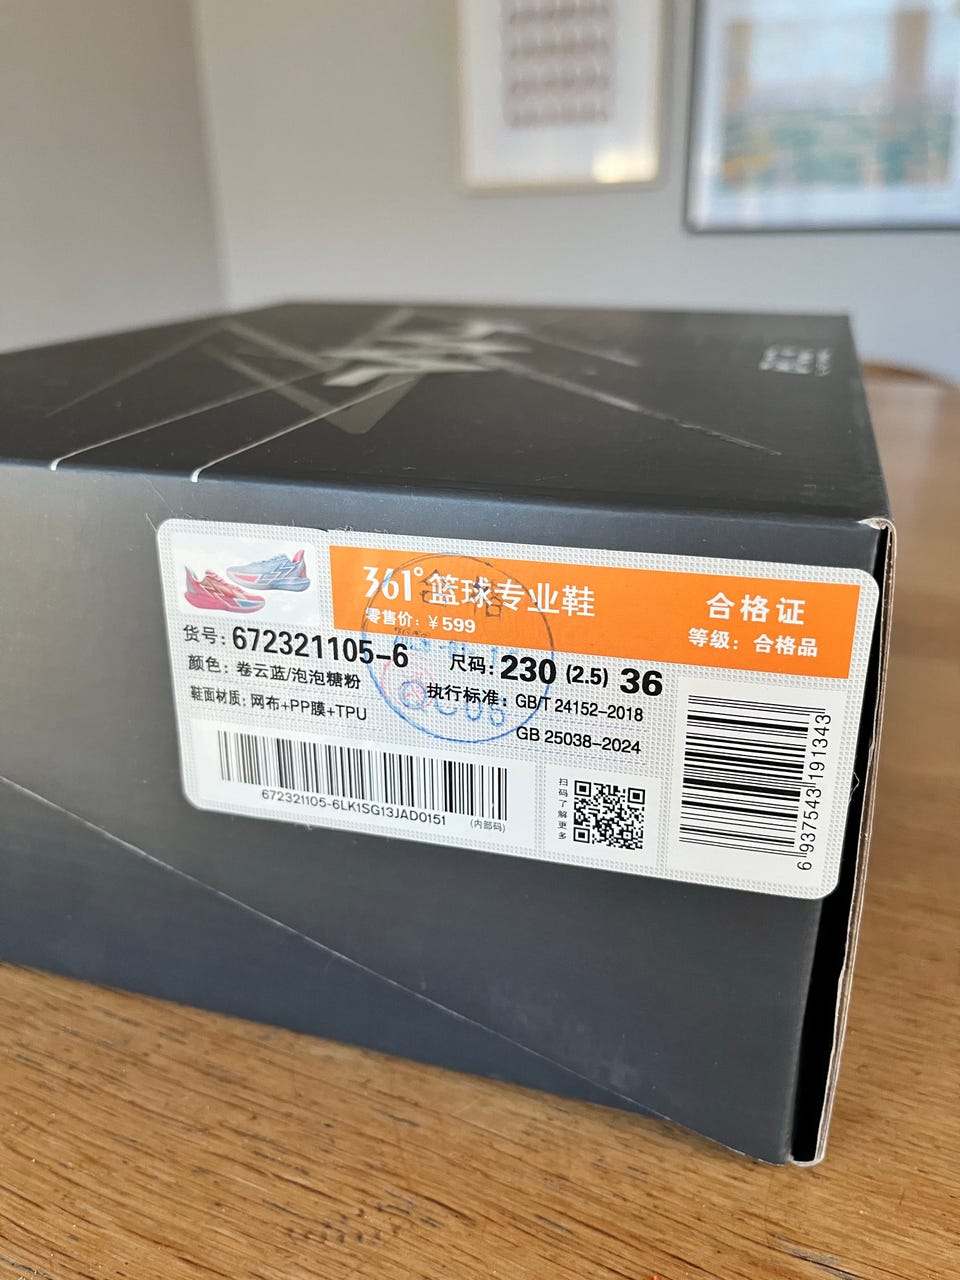 361°篮球专业鞋
零售价：￥599
合格证
等级：合格品
货号：672321105-6
尺码：230 (2.5) 36
颜色：卷云蓝/泡泡糖粉
执行标准：GB/T 24152-2018
GB 25038-2024
鞋面材质：网布+PP膜+TPU
672321105-6LK1SG13JAD0151
(内部码)
扫码了解更多
6 937543 191343
合格
QC06